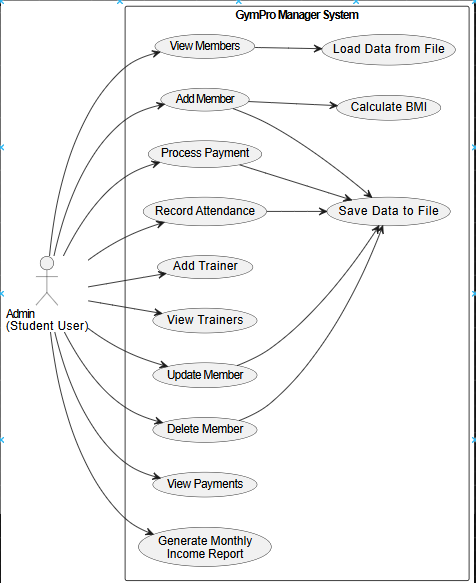 GymPro Manager System
View Members
Load Data from File
Add Member
Calculate BMI
Process Payment
Record Attendance
Save Data to File
Add Trainer
Admin
(Student User)
View Trainers
Update Member
Delete Member
View Payments
Generate Monthly
Income Report